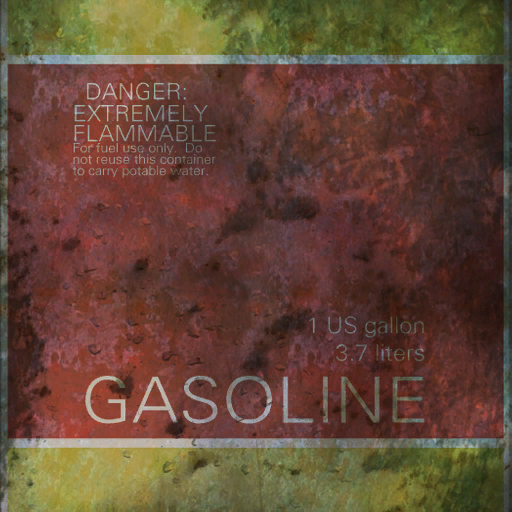 DANGER:
EXTREMELY
FLAMMABLE
For fuel use only. Do
not reuse this container
to carry potable water.
1 US gallon
3.7 liters
GASOLINE